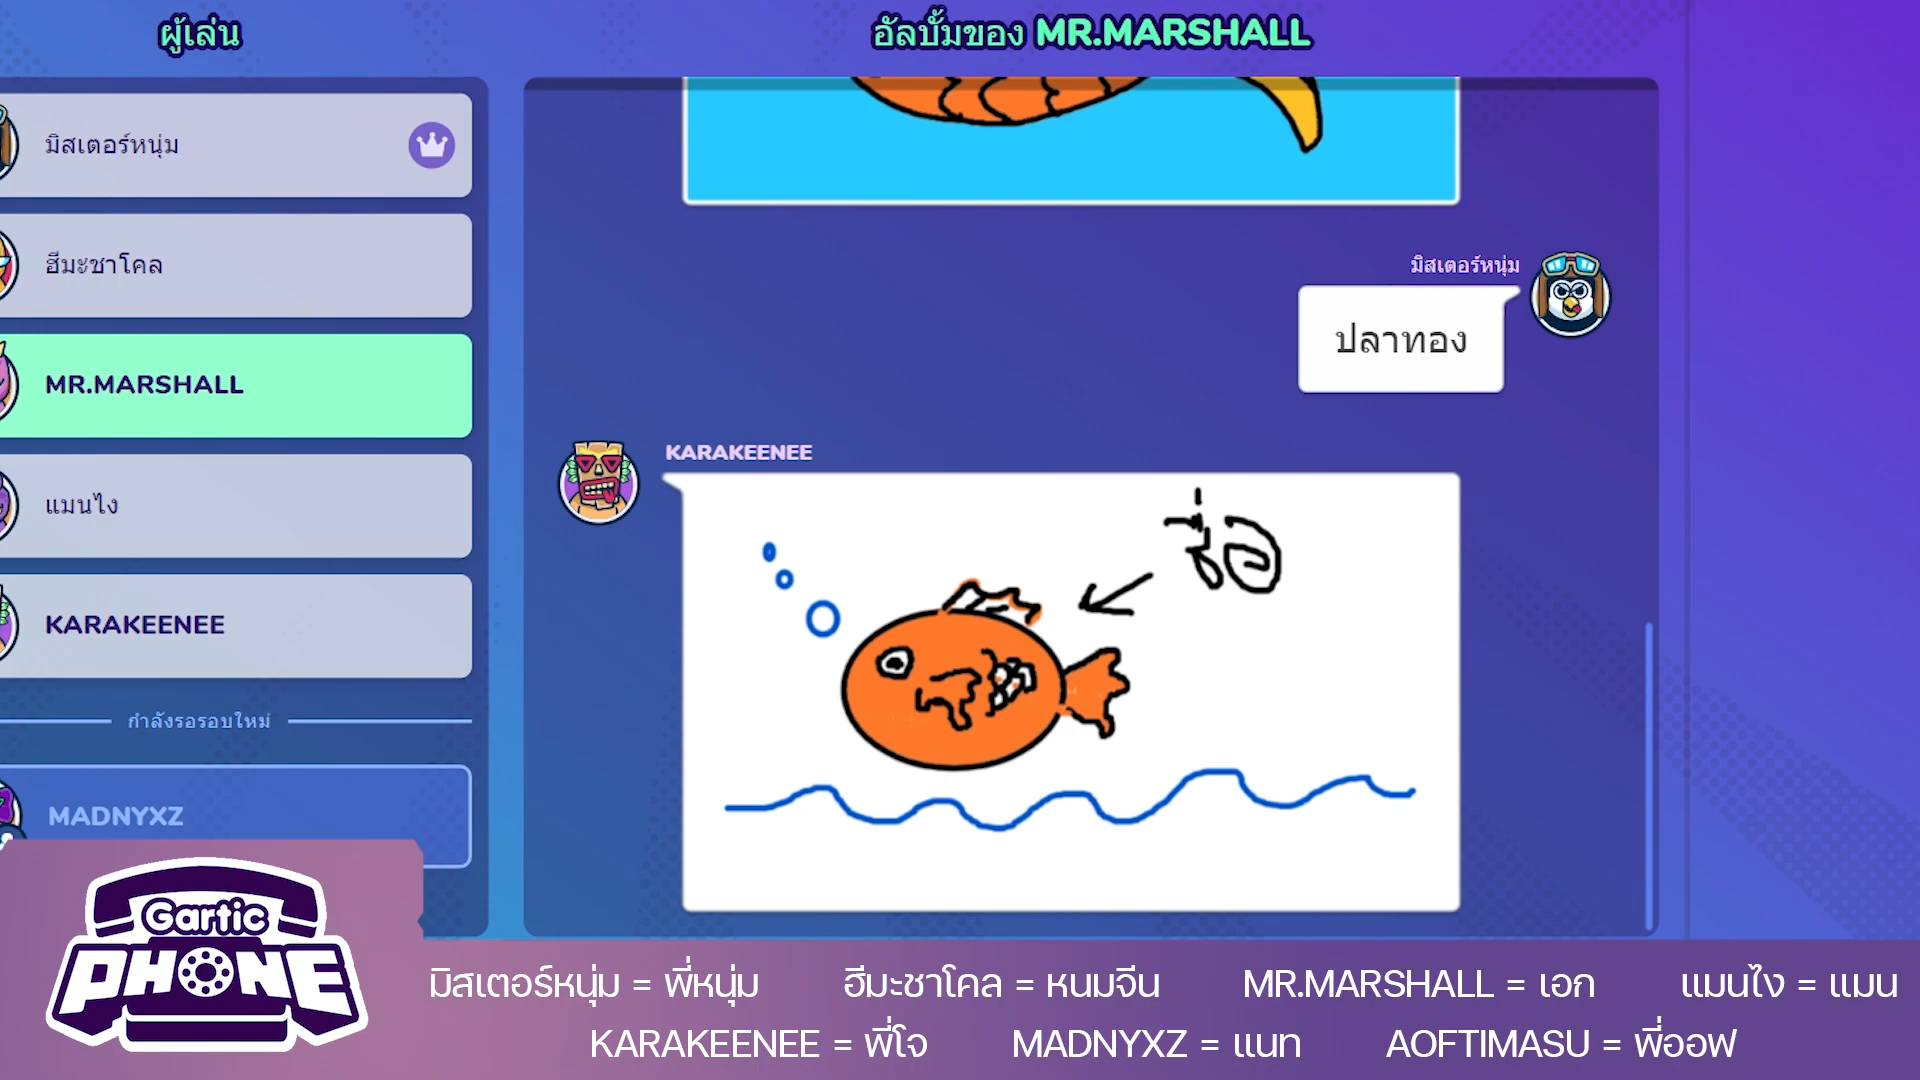 ผู้เล่น
อัลบั้มของ MR.MARSHALL
มิสเตอร์หนุ่ม
ฮีมะชาโคล
MR.MARSHALL
แมนไง
KARAKEENEE
กำลังรอรอบใหม่
MADNYXZ
มิสเตอร์หนุ่ม
ปลาทอง
KARAKEENEE
ชื่อ
Gartic
PHONE
มิสเตอร์หนุ่ม = พี่หนุ่ม ฮีมะชาโคล = หนมจีน MR.MARSHALL = เอก แมนไง = แมน
KARAKEENEE = พี่โจ MADNYXZ = แนท AOFTIMASU = พี่ออฟ